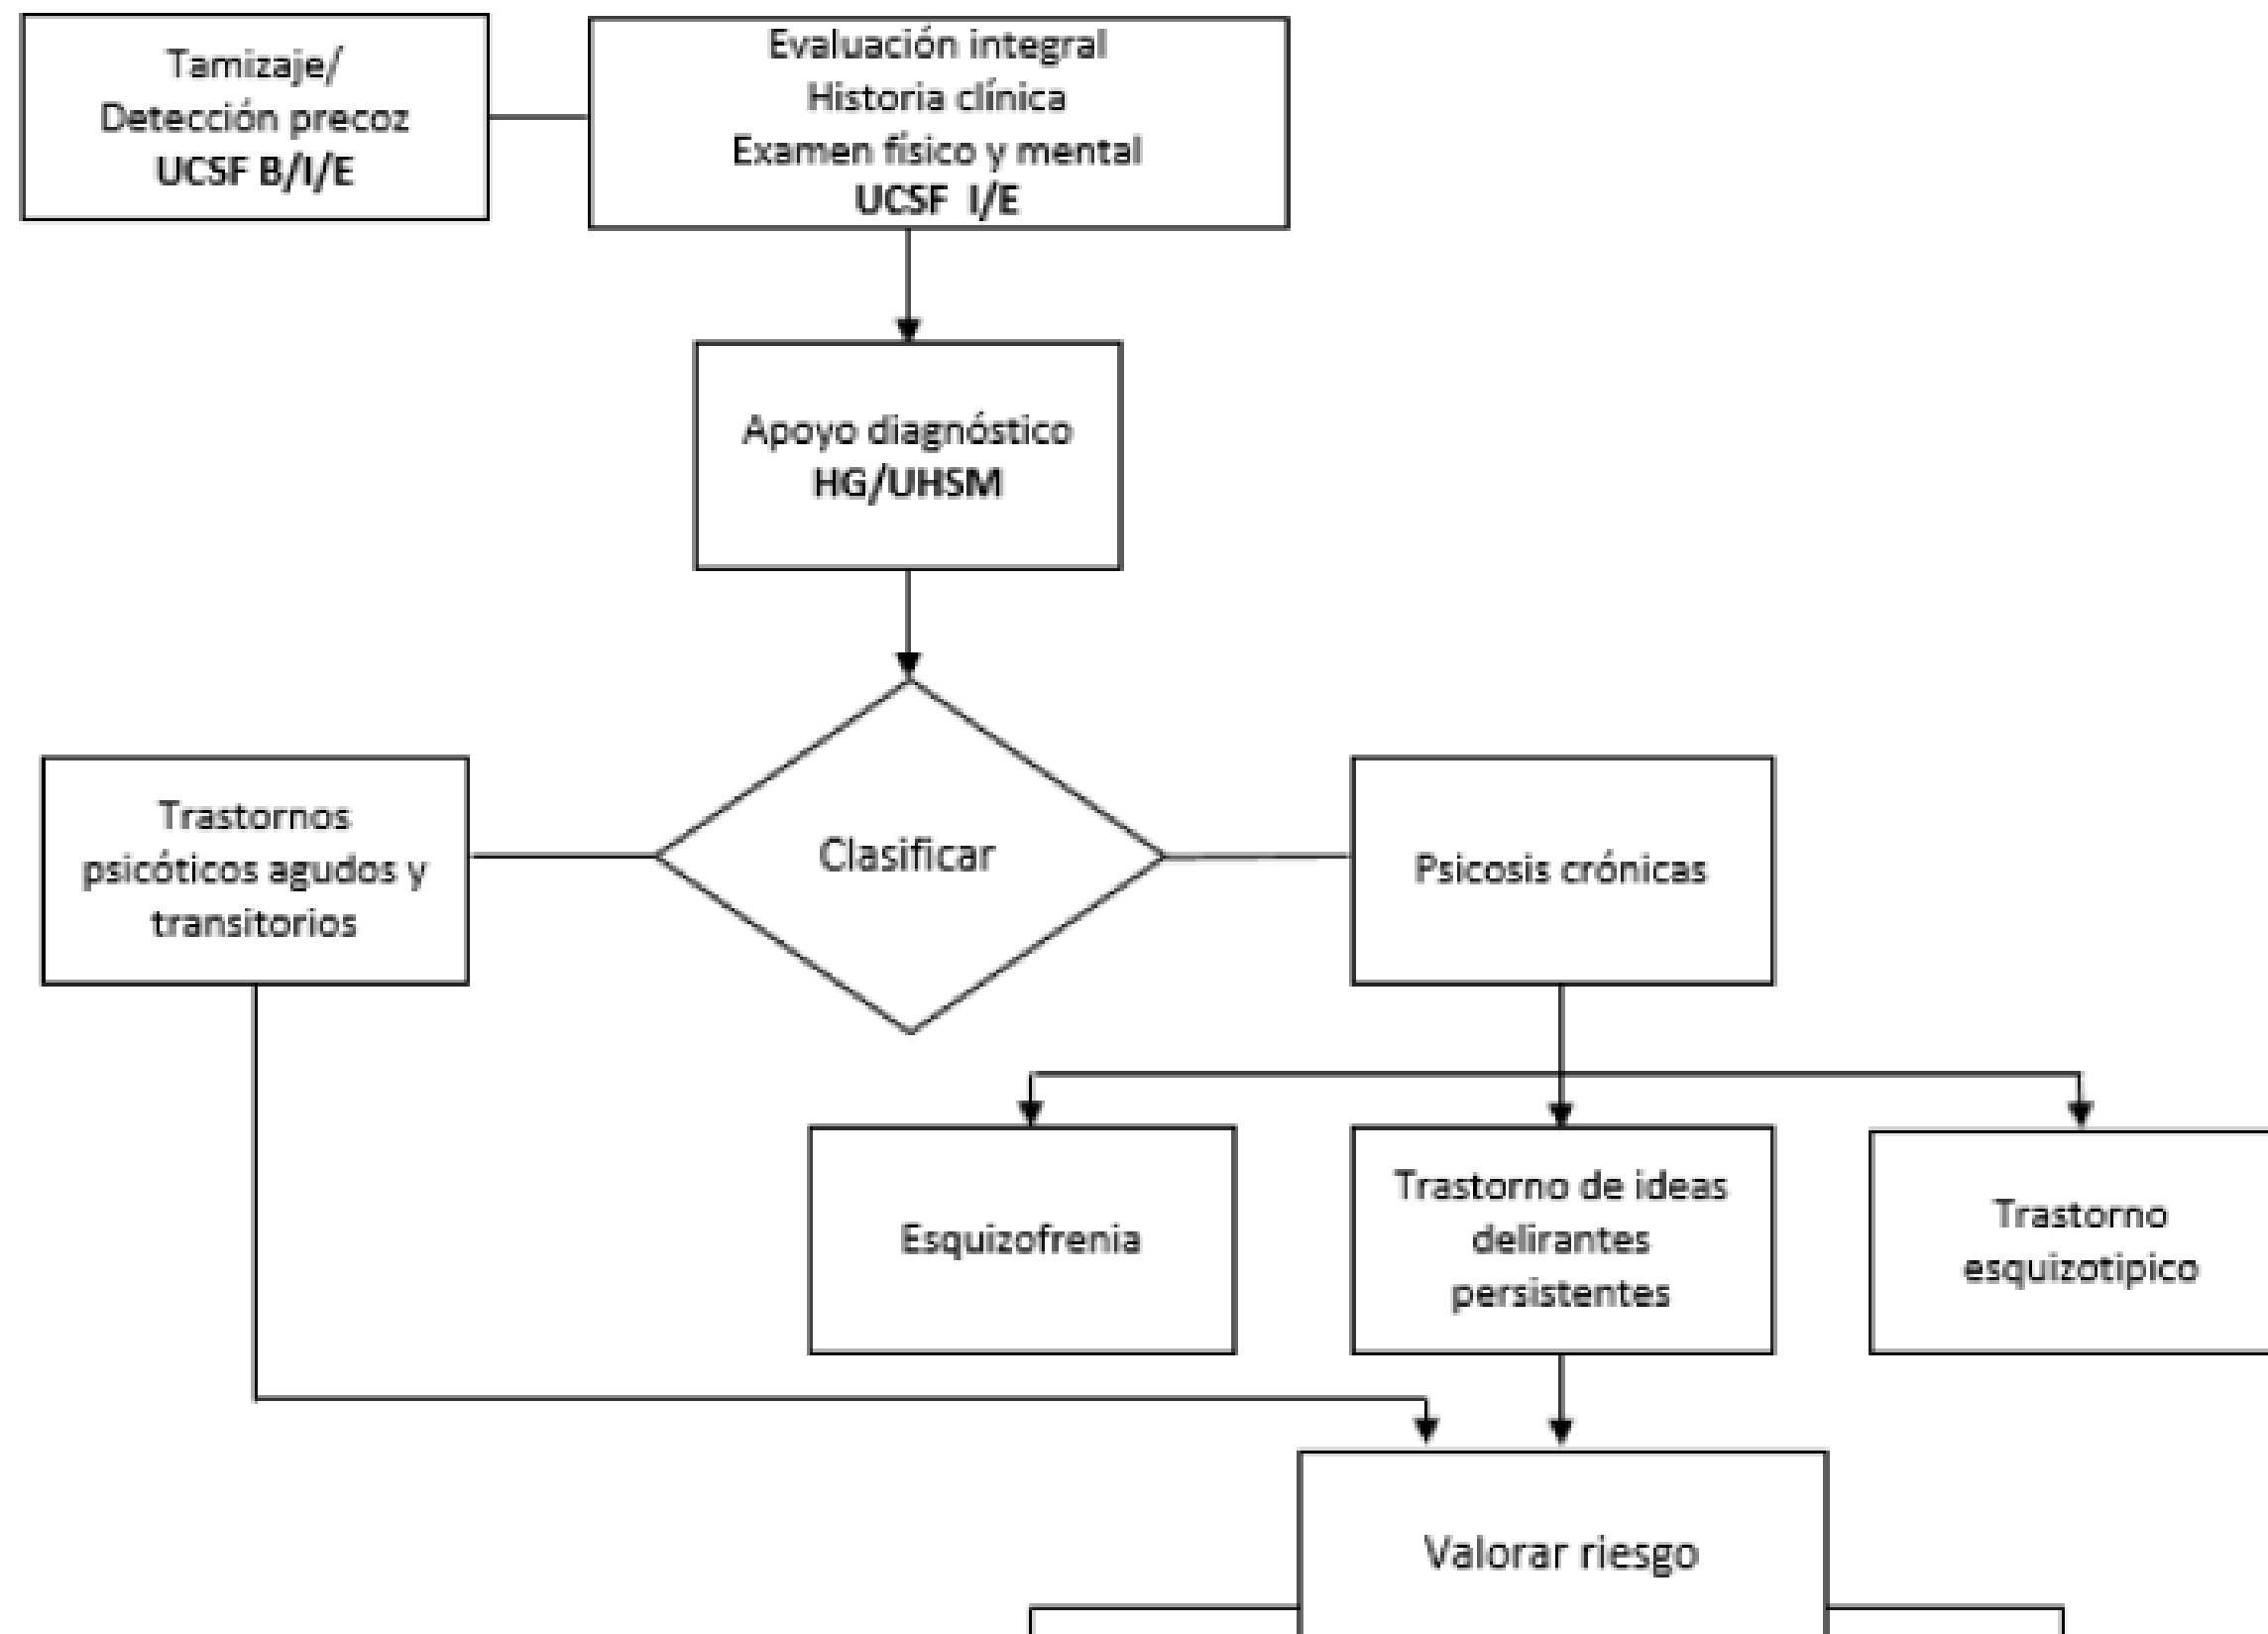 Tamizaje/
Detección precoz
UCSF B/I/E
Evaluación integral
Historia clínica
Examen físico y mental
UCSF I/E
Apoyo diagnóstico
HG/UHSM
Trastornos
psicóticos agudos y
transitorios
Clasificar
Psicosis crónicas
Esquizofrenia
Trastorno de ideas
delirantes
persistentes
Trastorno
esquizotipico
Valorar riesgo